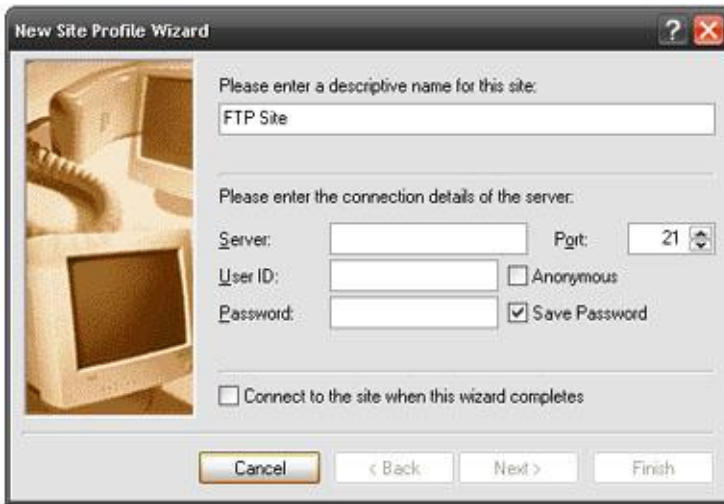 New Site Profile Wizard
?
Please enter a descriptive name for this site:
FTP Site
Please enter the connection details of the server:
Server: Port: 21
User ID: Anonymous
Password: Save Password
Connect to the site when this wizard completes
Cancel < Back Next > Finish